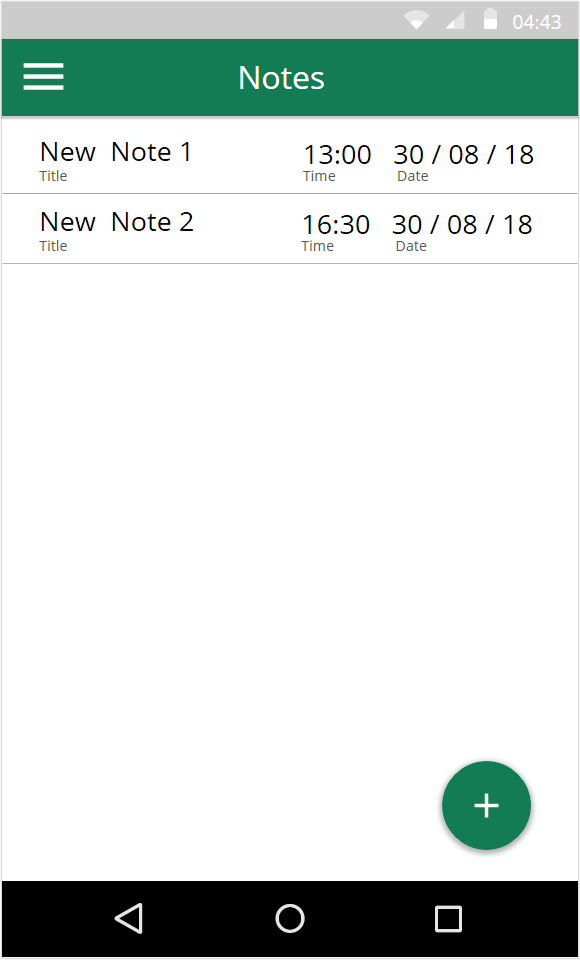 04:43
Notes
New Note 1 13:00 30 / 08 / 18
Title Time Date
New Note 2 16:30 30 / 08 / 18
Title Time Date